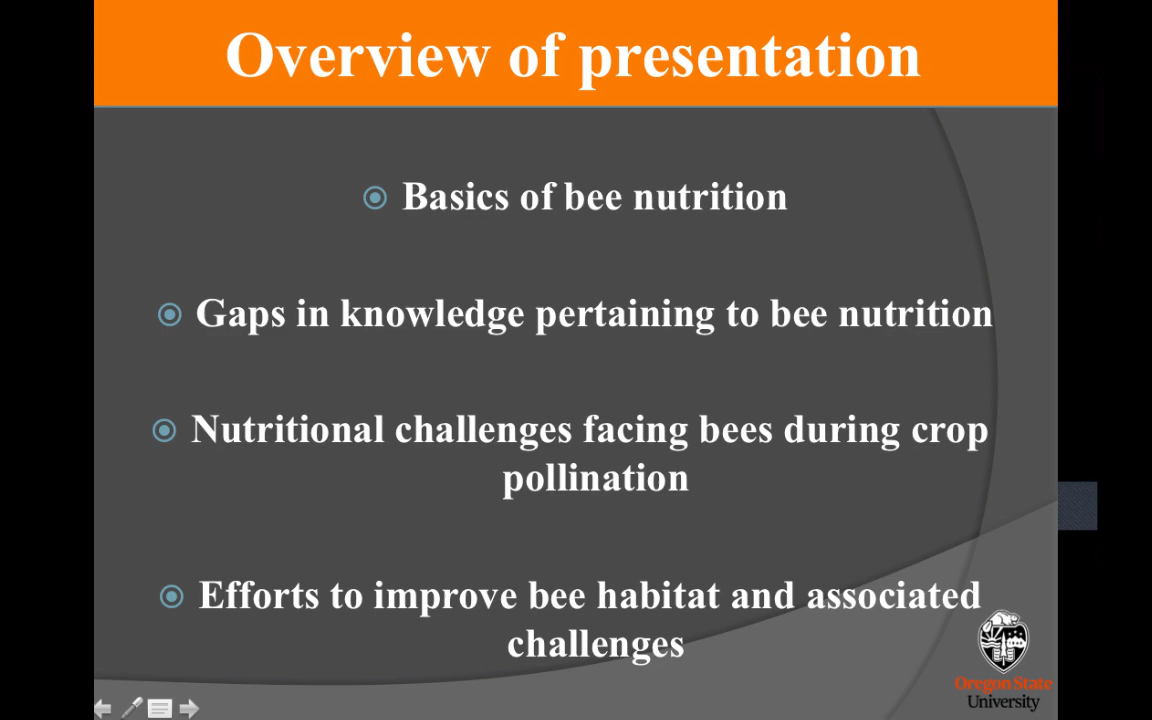 Overview of presentation
Basics of bee nutrition
Gaps in knowledge pertaining to bee nutrition
Nutritional challenges facing bees during crop
pollination
Efforts to improve bee habitat and associated
challenges
Oregon State
University